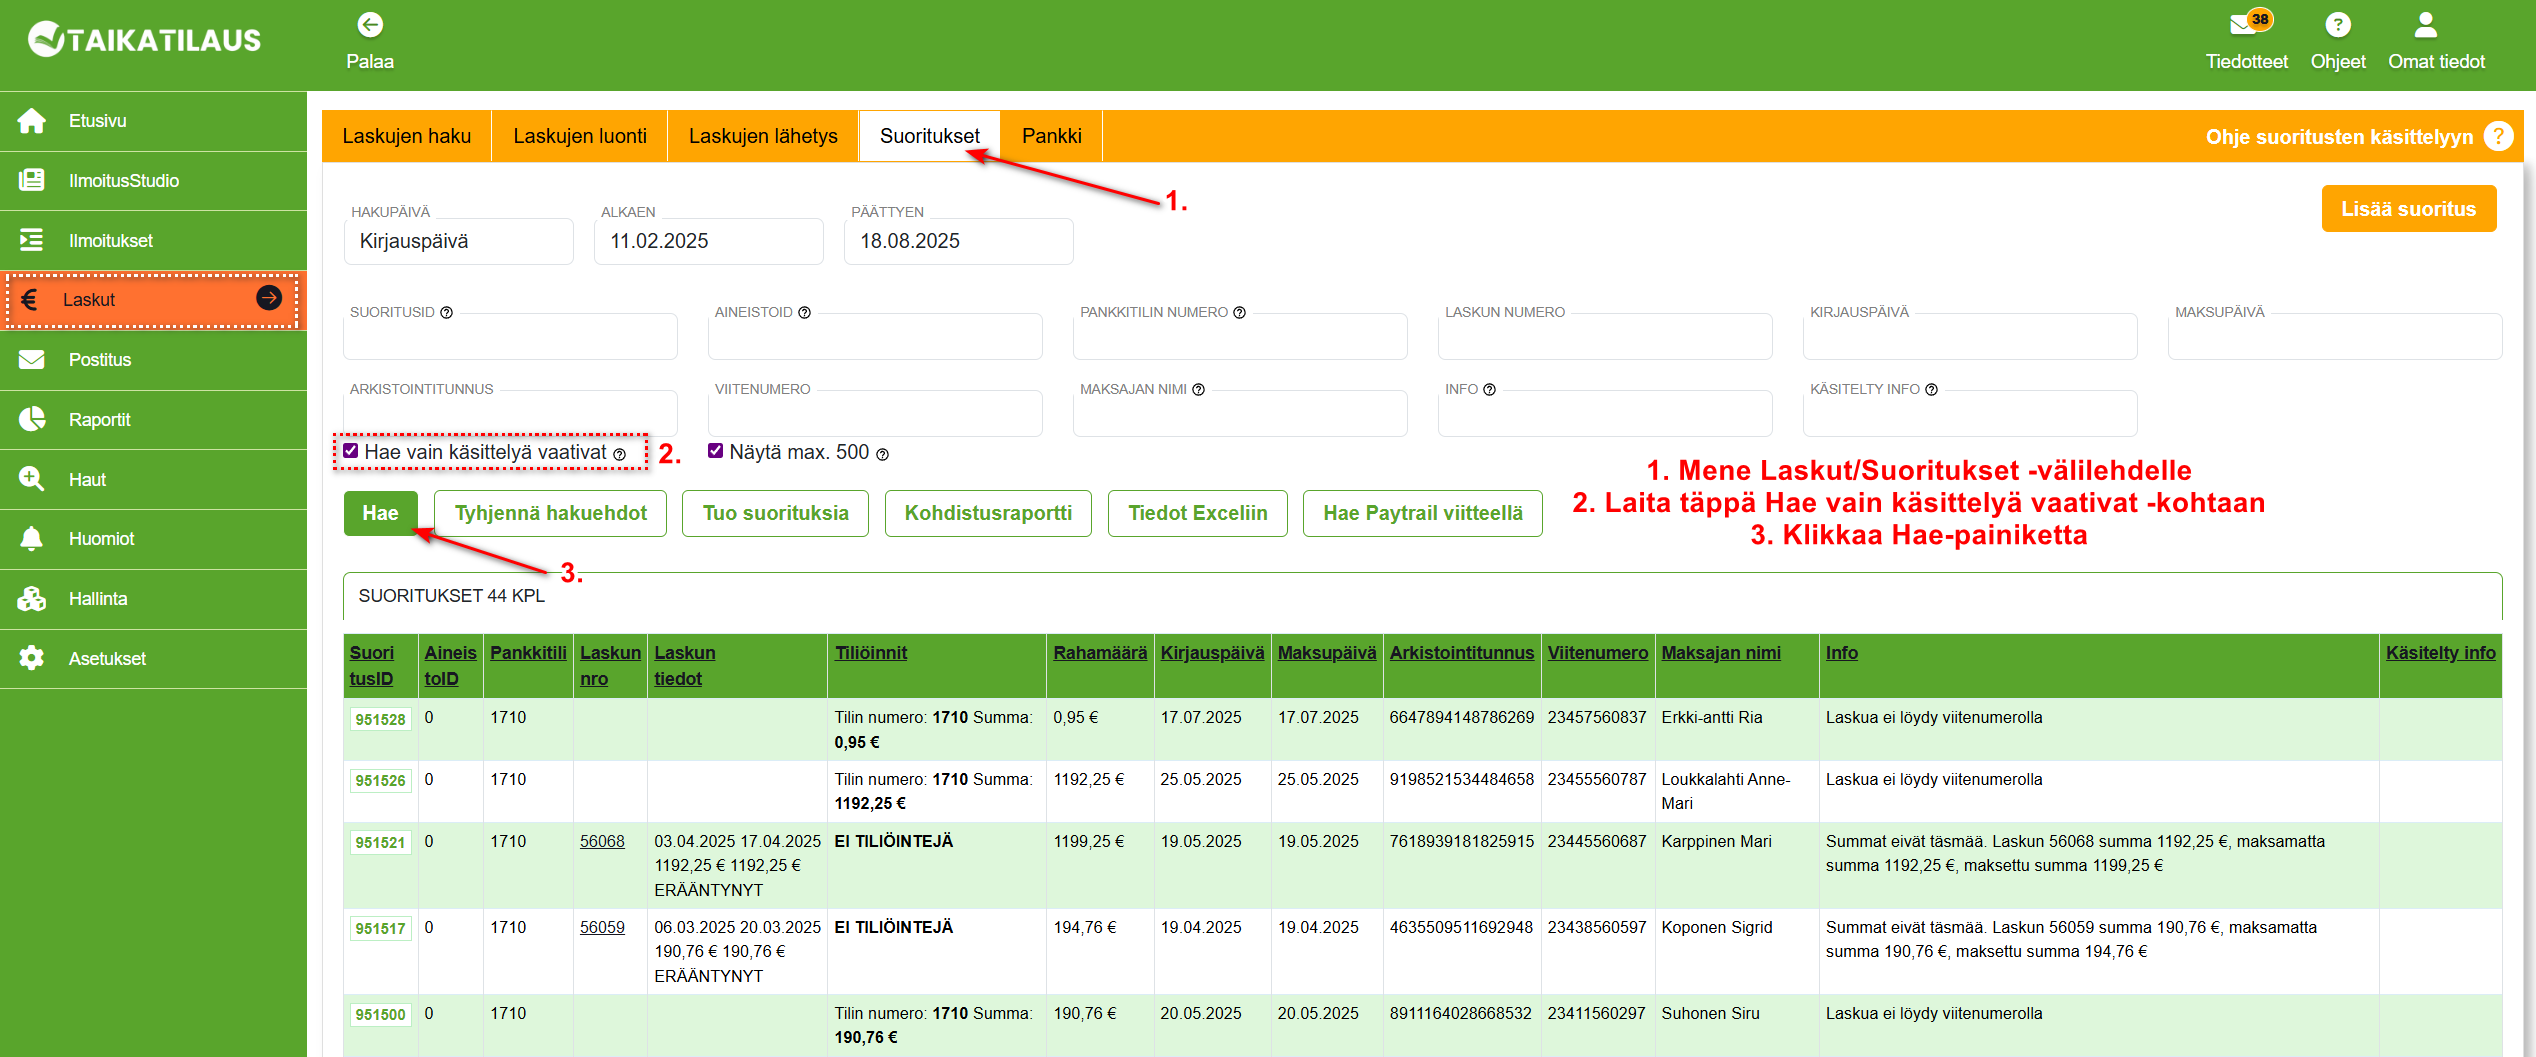 TAIKATILAUS
Palaa
38
Tiedotteet
Ohjeet
Omat tiedot
Etusivu
IlmoitusStudio
Ilmoitukset
Laskut
Postitus
Raportit
Haut
Huomiot
Hallinta
Asetukset
Laskujen haku
Laskujen luonti
Laskujen lähetys
Suoritukset
Pankki
Ohje suoritusten käsittelyyn ?
1.
Lisää suoritus
HAKUPÄIVÄ
Kirjauspäivä
ALKAEN
11.02.2025
PÄÄTTYEN
18.08.2025
SUORITUSID
AINEISTOID
PANKKITILIN NUMERO
LASKUN NUMERO
KIRJAUSPÄIVÄ
MAKSUPÄIVÄ
ARKISTOINTITUNNUS
VIITENUMERO
MAKSAJAN NIMI
INFO
KÄSITELTY INFO
Hae vain käsittelyä vaativat
2.
Näytä max. 500
Hae
Tyhjennä hakuehdot
Tuo suorituksia
Kohdistusraportti
Tiedot Exceliin
Hae Paytrail viitteellä
1. Mene Laskut/Suoritukset -välilehdelle
2. Laita täppä Hae vain käsittelyä vaativat -kohtaan
3. Klikkaa Hae-painiketta
3.
SUORITUKSET 44 KPL
SuoritusID AineistoID Pankkitili Laskun nro Laskun tiedot Tiliöinnit Rahamäärä Kirjauspäivä Maksupäivä Arkistointitunnus Viitenumero Maksajan nimi Info Käsitelty info
951528 0 1710 Tilin numero: 1710 Summa: 0,95 € 0,95 € 17.07.2025 17.07.2025 6647894148786269 23457560837 Erkki-antti Ria Laskua ei löydy viitenumerolla
951526 0 1710 Tilin numero: 1710 Summa: 1192,25 € 1192,25 € 25.05.2025 25.05.2025 9198521534484658 23455560787 Loukkalahti Anne-Mari Laskua ei löydy viitenumerolla
951521 0 1710 56068 03.04.2025 17.04.2025 1192,25 € 1192,25 € ERÄÄNTYNYT EI TILIÖINTEJÄ 1199,25 € 19.05.2025 19.05.2025 7618939181825915 23445560687 Karppinen Mari Summat eivät täsmää. Laskun 56068 summa 1192,25 €, maksamatta summa 1192,25 €, maksettu summa 1199,25 €
951517 0 1710 56059 06.03.2025 20.03.2025 190,76 € 190,76 € ERÄÄNTYNYT EI TILIÖINTEJÄ 194,76 € 19.04.2025 19.04.2025 4635509511692948 23438560597 Koponen Sigrid Summat eivät täsmää. Laskun 56059 summa 190,76 €, maksamatta summa 190,76 €, maksettu summa 194,76 €
951500 0 1710 Tilin numero: 1710 Summa: 190,76 € 190,76 € 20.05.2025 20.05.2025 8911164028668532 23411560297 Suhonen Siru Laskua ei löydy viitenumerolla